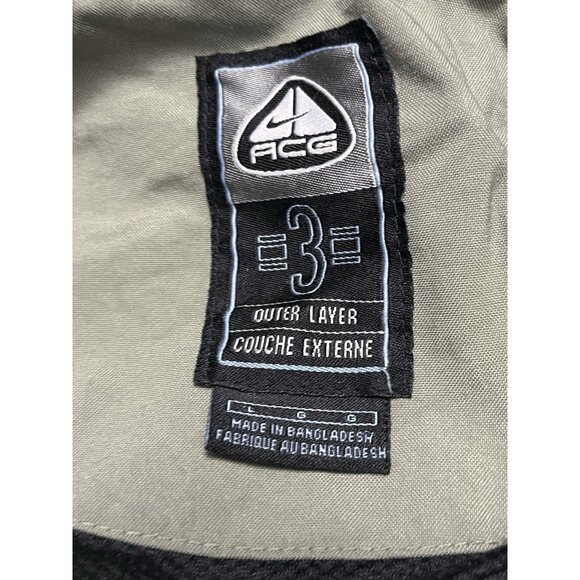 ACG
3
OUTER LAYER
COUCHE EXTERNE
L G G
MADE IN BANGLADESH
FABRIQUE AU BANGLADESH